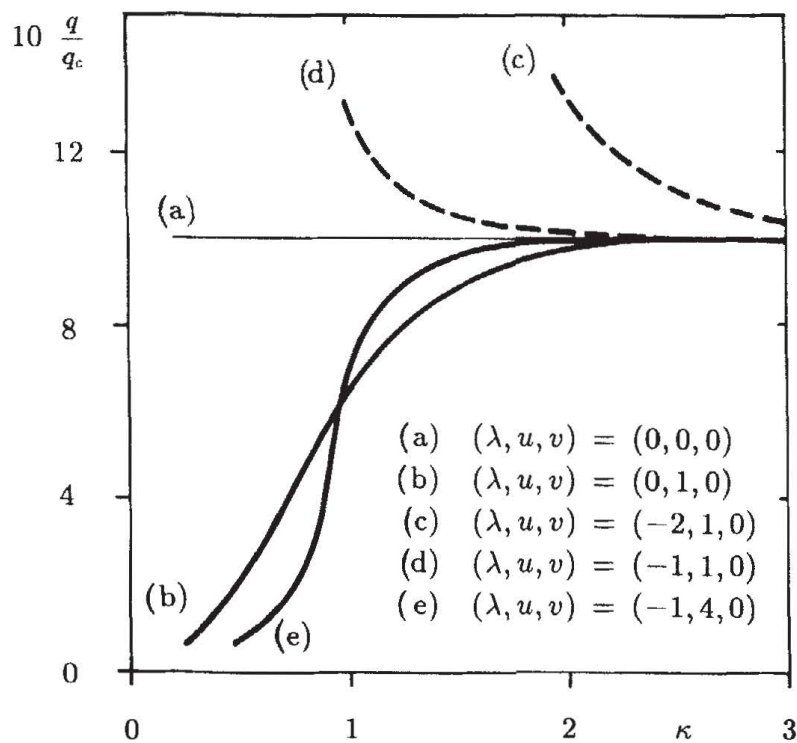 10 q/q_c
(d)
(c)
12
(a)
8
(a) (λ, u, v) = (0, 0, 0)
(b) (λ, u, v) = (0, 1, 0)
4
(c) (λ, u, v) = (−2, 1, 0)
(d) (λ, u, v) = (−1, 1, 0)
(b)
(e) (λ, u, v) = (−1, 4, 0)
(e)
0
0 1 2 κ 3